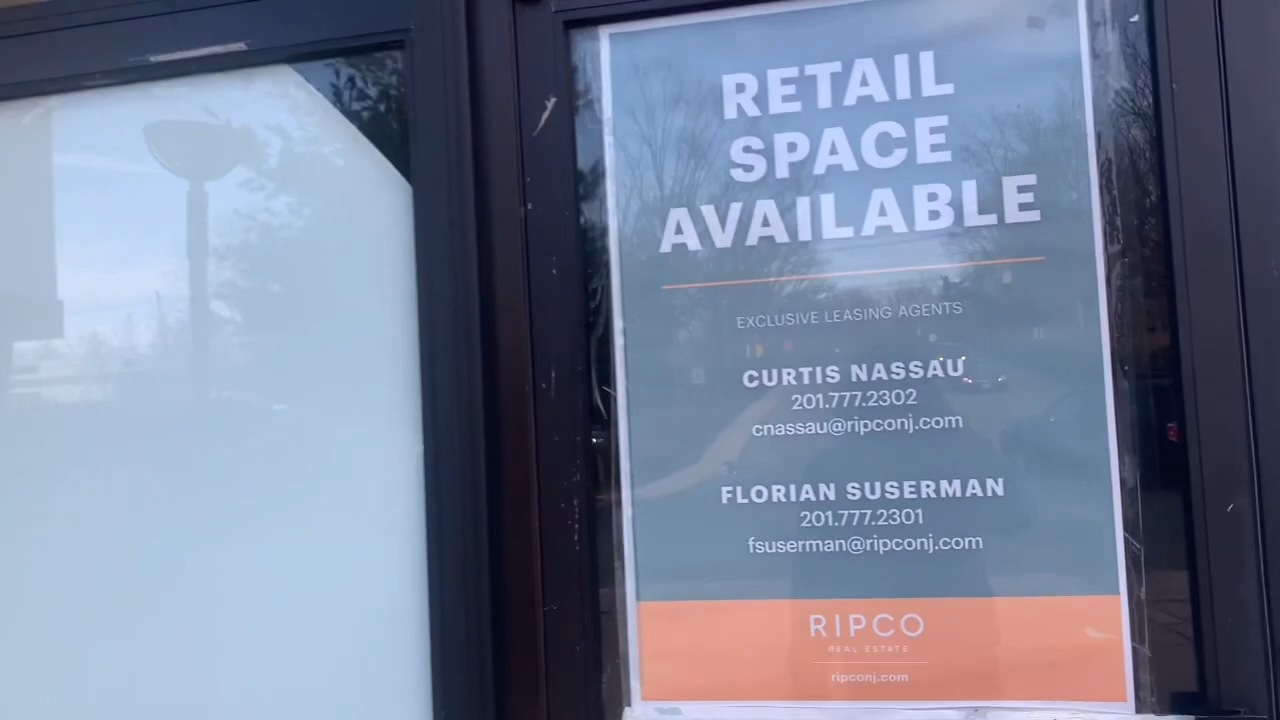 RETAIL
SPACE
AVAILABLE
EXCLUSIVE LEASING AGENTS
CURTIS NASSAU
201.777.2302
cnassau@ripconj.com
FLORIAN SUSERMAN
201.777.2301
fsuserman@ripconj.com
RIPCO
REAL ESTATE
ripconj.com